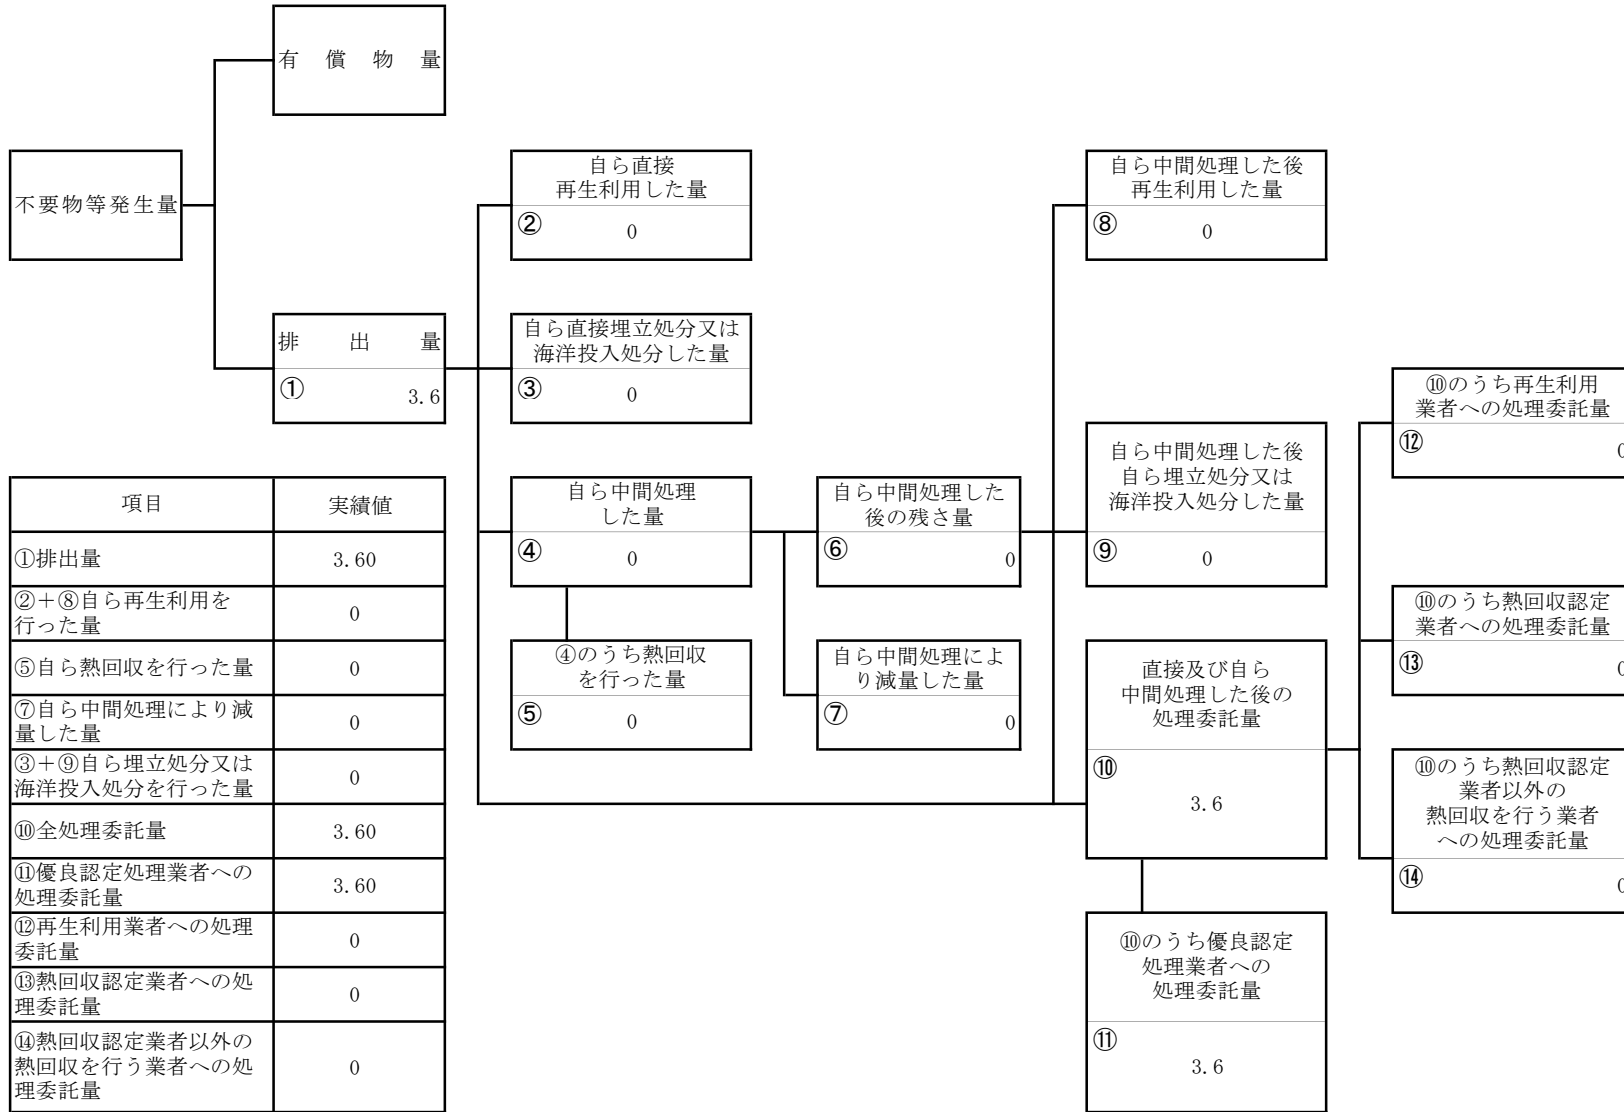 有償物量
不要物等発生量
排出量
① 3.6
自ら直接
再生利用した量
② 0
自ら直接埋立処分又は
海洋投入処分した量
③ 0
自ら中間処理
した量
④ 0
④のうち熱回収
を行った量
⑤ 0
自ら中間処理した
後の残さ量
⑥ 0
自ら中間処理によ
り減量した量
⑦ 0
自ら中間処理した後
再生利用した量
⑧ 0
自ら中間処理した後
自ら埋立処分又は
海洋投入処分した量
⑨ 0
直接及び自ら
中間処理した後の
処理委託量
⑩
3.6
⑩のうち優良認定
処理業者への
処理委託量
⑪
3.6
⑩のうち再生利用
業者への処理委託量
⑫ 0
⑩のうち熱回収認定
業者への処理委託量
⑬ 0
⑩のうち熱回収認定
業者以外の
熱回収を行う業者
への処理委託量
⑭ 0
項目 実績値
①排出量 3.60
②+⑧自ら再生利用を
行った量 0
⑤自ら熱回収を行った量 0
⑦自ら中間処理により減
量した量 0
③+⑨自ら埋立処分又は
海洋投入処分を行った量 0
⑩全処理委託量 3.60
⑪優良認定処理業者への
処理委託量 3.60
⑫再生利用業者への処理
委託量 0
⑬熱回収認定業者への処
理委託量 0
⑭熱回収認定業者以外の
熱回収を行う業者への処
理委託量 0